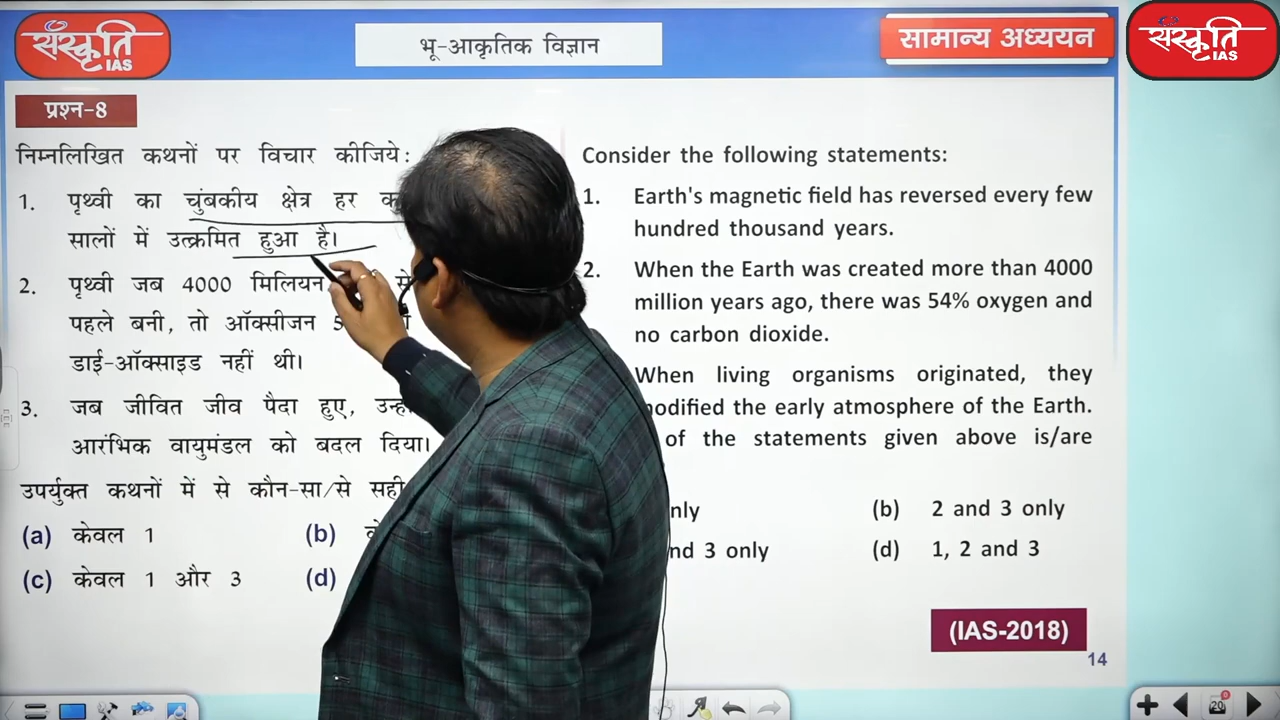 संस्कृति
IAS
भू-आकृतिक विज्ञान
सामान्य अध्ययन
संस्कृति
IAS
प्रश्न-8
निम्नलिखित कथनों पर विचार कीजिये:
1. पृथ्वी का चुंबकीय क्षेत्र हर
सालों में उत्क्रमित हुआ है।
2. पृथ्वी जब 4000 मिलियन से
पहले बनी, तो ऑक्सीजन
डाई-ऑक्साइड नहीं थी।
3. जब जीवित जीव पैदा हुए,
आरंभिक वायुमंडल को बदल दिया।
उपर्युक्त कथनों में से कौन-सा/से सही
(a) केवल 1 (b)
(c) केवल 1 और 3 (d)
Consider the following statements:
1. Earth's magnetic field has reversed every few
hundred thousand years.
2. When the Earth was created more than 4000
million years ago, there was 54% oxygen and
no carbon dioxide.
When living organisms originated, they
the early atmosphere of the Earth.
of the statements given above is/are
(b) 2 and 3 only
3 only (d) 1, 2 and 3
(IAS-2018)
14
20